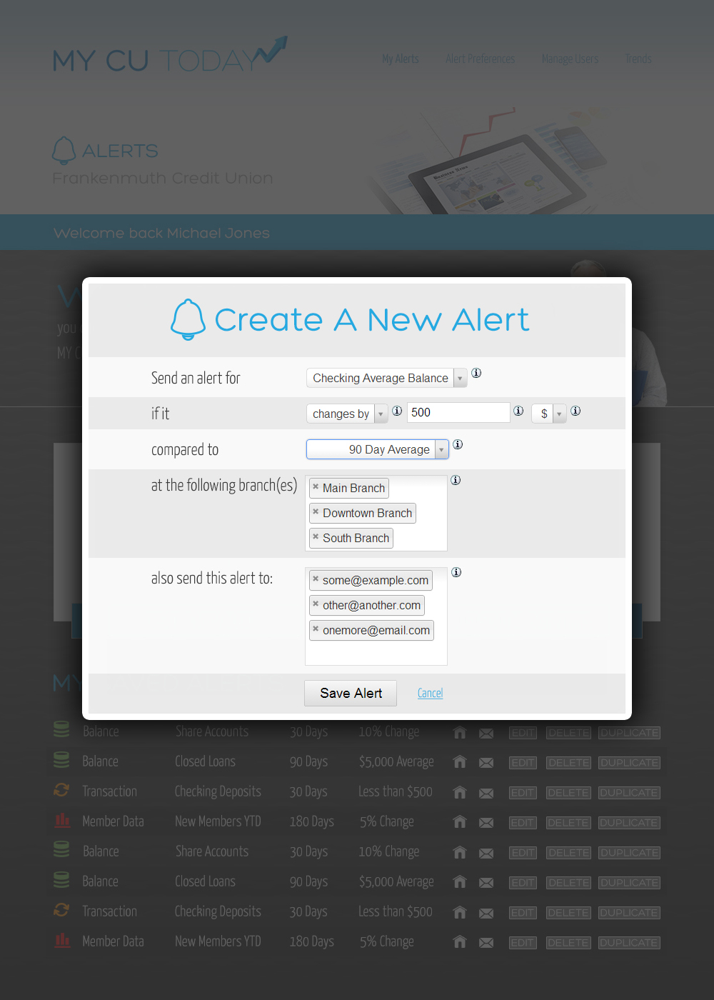 MY CU TODAY
My Alerts Alert Preferences Manage Users Trends
ALERTS
Frankenmuth Credit Union
Business News
Welcome back Michael Jones
W
you
MY C
Create A New Alert
Send an alert for Checking Average Balance
if it changes by 500 $
compared to 90 Day Average
at the following branch(es) Main Branch
Downtown Branch
South Branch
also send this alert to: some@example.com
other@another.com
onemore@email.com
Save Alert Cancel
MY
Balance Share Accounts 30 Days 10% Change EDIT DELETE DUPLICATE
Balance Closed Loans 90 Days $5,000 Average EDIT DELETE DUPLICATE
Transaction Checking Deposits 30 Days Less than $500 EDIT DELETE DUPLICATE
Member Data New Members YTD 180 Days 5% Change EDIT DELETE DUPLICATE
Balance Share Accounts 30 Days 10% Change EDIT DELETE DUPLICATE
Balance Closed Loans 90 Days $5,000 Average EDIT DELETE DUPLICATE
Transaction Checking Deposits 30 Days Less than $500 EDIT DELETE DUPLICATE
Member Data New Members YTD 180 Days 5% Change EDIT DELETE DUPLICATE